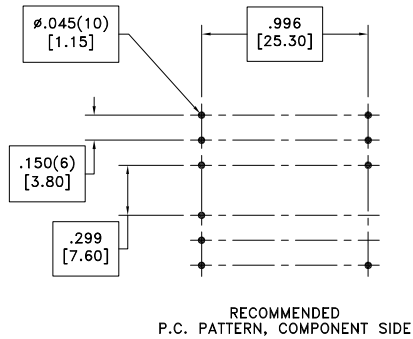 ø.045(10)
[1.15]
.996
[25.30]
.150(6)
[3.80]
.299
[7.60]
RECOMMENDED
P.C. PATTERN, COMPONENT SIDE